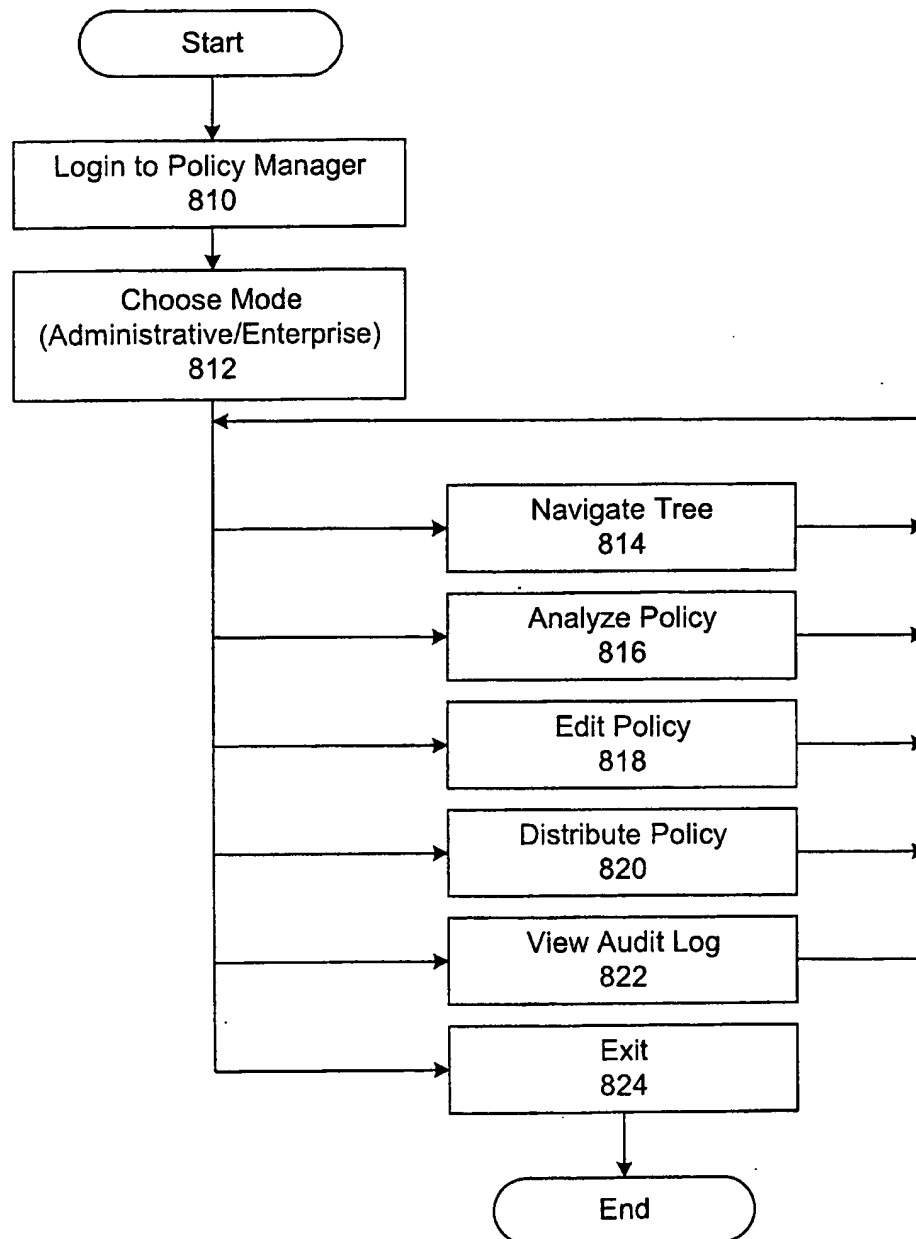 Start
Login to Policy Manager
810
Choose Mode
(Administrative/Enterprise)
812
Navigate Tree
814
Analyze Policy
816
Edit Policy
818
Distribute Policy
820
View Audit Log
822
Exit
824
End